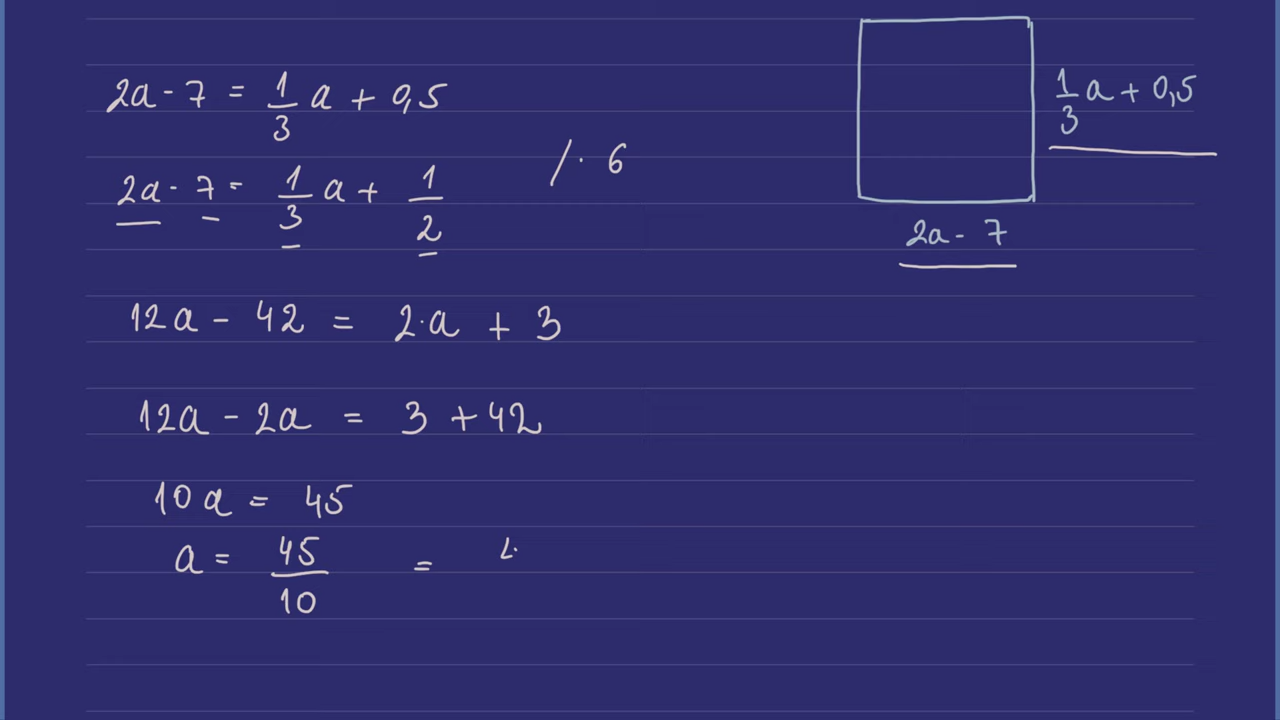 2a - 7 = 1/3 a + 0,5
2a - 7 = 1/3 a + 1/2 /· 6
12a - 42 = 2·a + 3
12a - 2a = 3 + 42
10a = 45
a = 45/10 = 4
1/3 a + 0,5
2a - 7